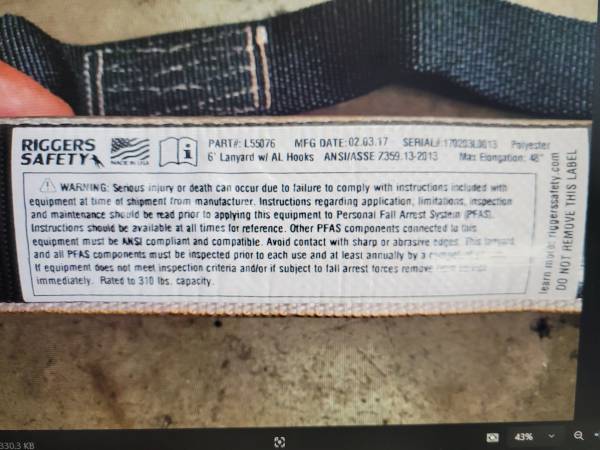 RIGGERS
SAFETY
MADE IN USA
PART#: L55076 MFG DATE:02.03.17 Polyester
6' Lanyard w/ AL Hooks ANSI/ASSE Z359.13-2013 Max Elongation: 48"
WARNING: Serious injury or death can occur due to failure to comply with instructions included with
equipment at time of shipment from manufacturer. Instructions regarding application, limitations, inspection
and maintenance should be read prior to applying this equipment to Personal Fall Arrest System (PFAS).
Instructions should be available at all times for reference. Other PFAS components connected to this
equipment must be ANSI compliant and compatible. Avoid contact with sharp or abrasive edges. This lanyard
and all PFAS components must be inspected prior to each use and at least annually by a
If equipment does not meet inspection criteria and/or if subject to fall arrest forces remove
immediately. Rated to 310 lbs. capacity.
learn more: riggerssafety.com
DO NOT REMOVE THIS LABEL
330.3 KB
43%